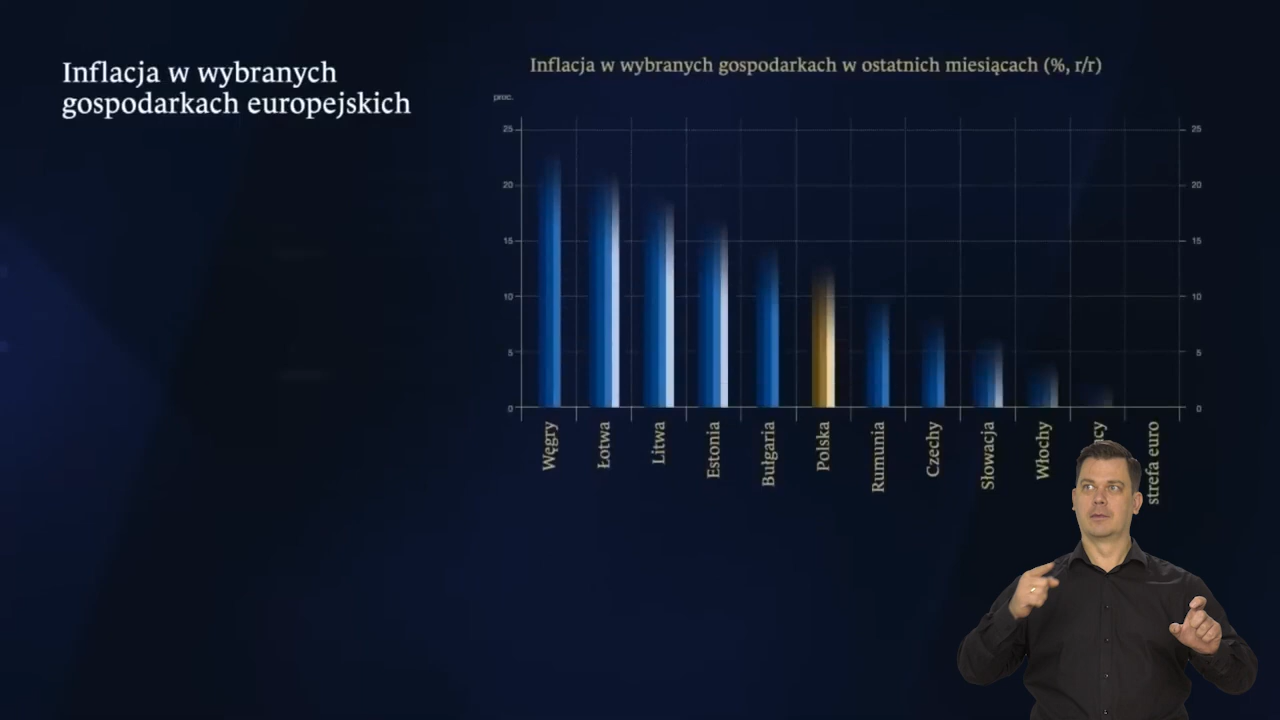 Inflacja w wybranych
gospodarkach europejskich
Inflacja w wybranych gospodarkach w ostatnich miesiącach (%, r/r)
proc.
25 25
20 20
15 15
10 10
5 5
0 0
Węgry
Łotwa
Litwa
Estonia
Bułgaria
Polska
Rumunia
Czechy
Słowacja
Włochy
strefa euro